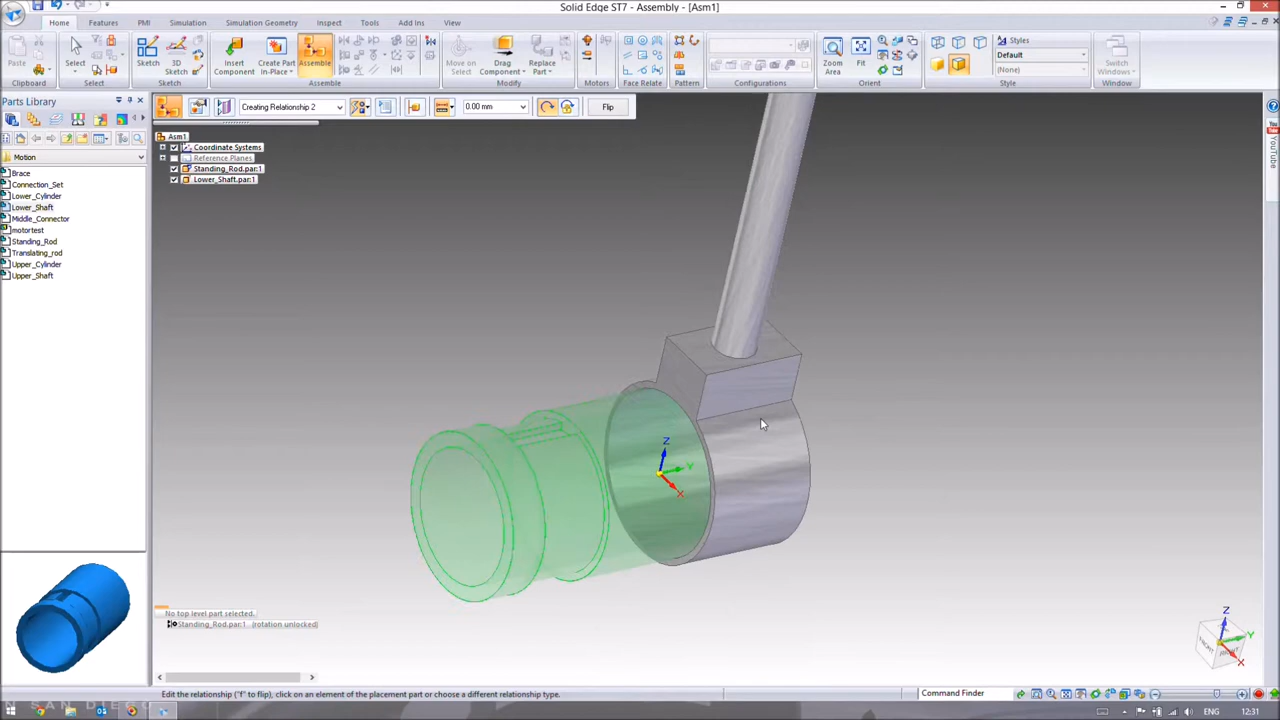 Solid Edge ST7 - Assembly - [Asm1]
Home Features PMI Simulation Simulation Geometry Inspect Tools Add Ins View
Paste Select Sketch 3D Sketch Insert Component Create Part In-Place Assemble Move on Select Drag Component Replace Part Zoom Area Fit Styles Default (None) Switch Windows
Clipboard Select Sketch Assemble Modify Motors Face Relate Pattern Configurations Orient Style Window
Parts Library
Creating Relationship 2 0.00 mm Flip
Motion
Asm1
Coordinate Systems
Reference Planes
Standing_Rod.par:1
Lower_Shaft.par:1
Brace
Connection_Set
Lower_Cylinder
Lower_Shaft
Middle_Connector
motortest
Standing_Rod
Translating_rod
Upper_Cylinder
Upper_Shaft
YouTube
Z
Y
X
No top level part selected.
Standing_Rod.par:1 (rotation unlocked)
Z
Y
X
FRONT
Edit the relationship ("f" to flip), click on an element of the placement part or choose a different relationship type.
Command Finder
ENG 12:31